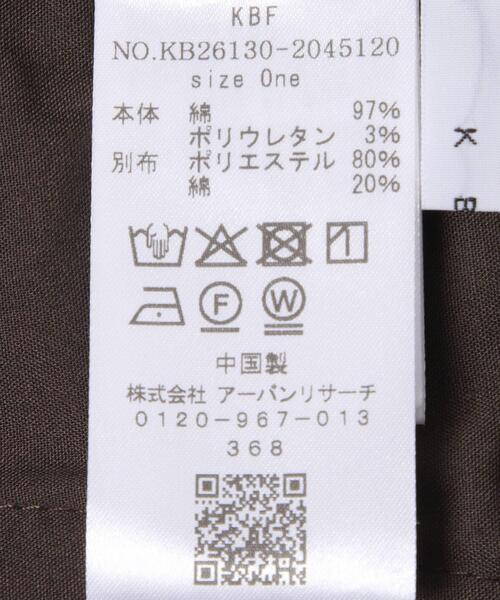 KBF
NO.KB26130-2045120
size One
本体 綿 97%
ポリウレタン 3%
別布 ポリエステル 80%
綿 20%
F W
中国製
株式会社 アーバンリサーチ
0120-967-013
368
K B